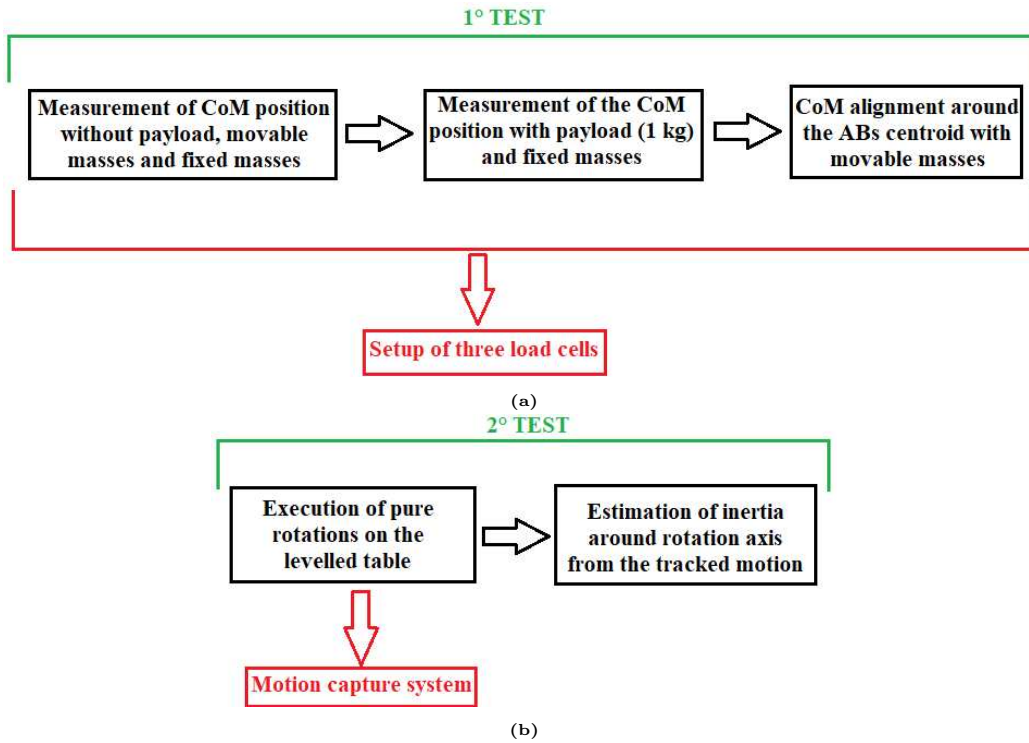 1° TEST
Measurement of CoM position
without payload, movable
masses and fixed masses
Measurement of the CoM
position with payload (1 kg)
and fixed masses
CoM alignment around
the ABs centroid with
movable masses
Setup of three load cells
(a)
2° TEST
Execution of pure
rotations on the
levelled table
Estimation of inertia
around rotation axis
from the tracked motion
Motion capture system
(b)